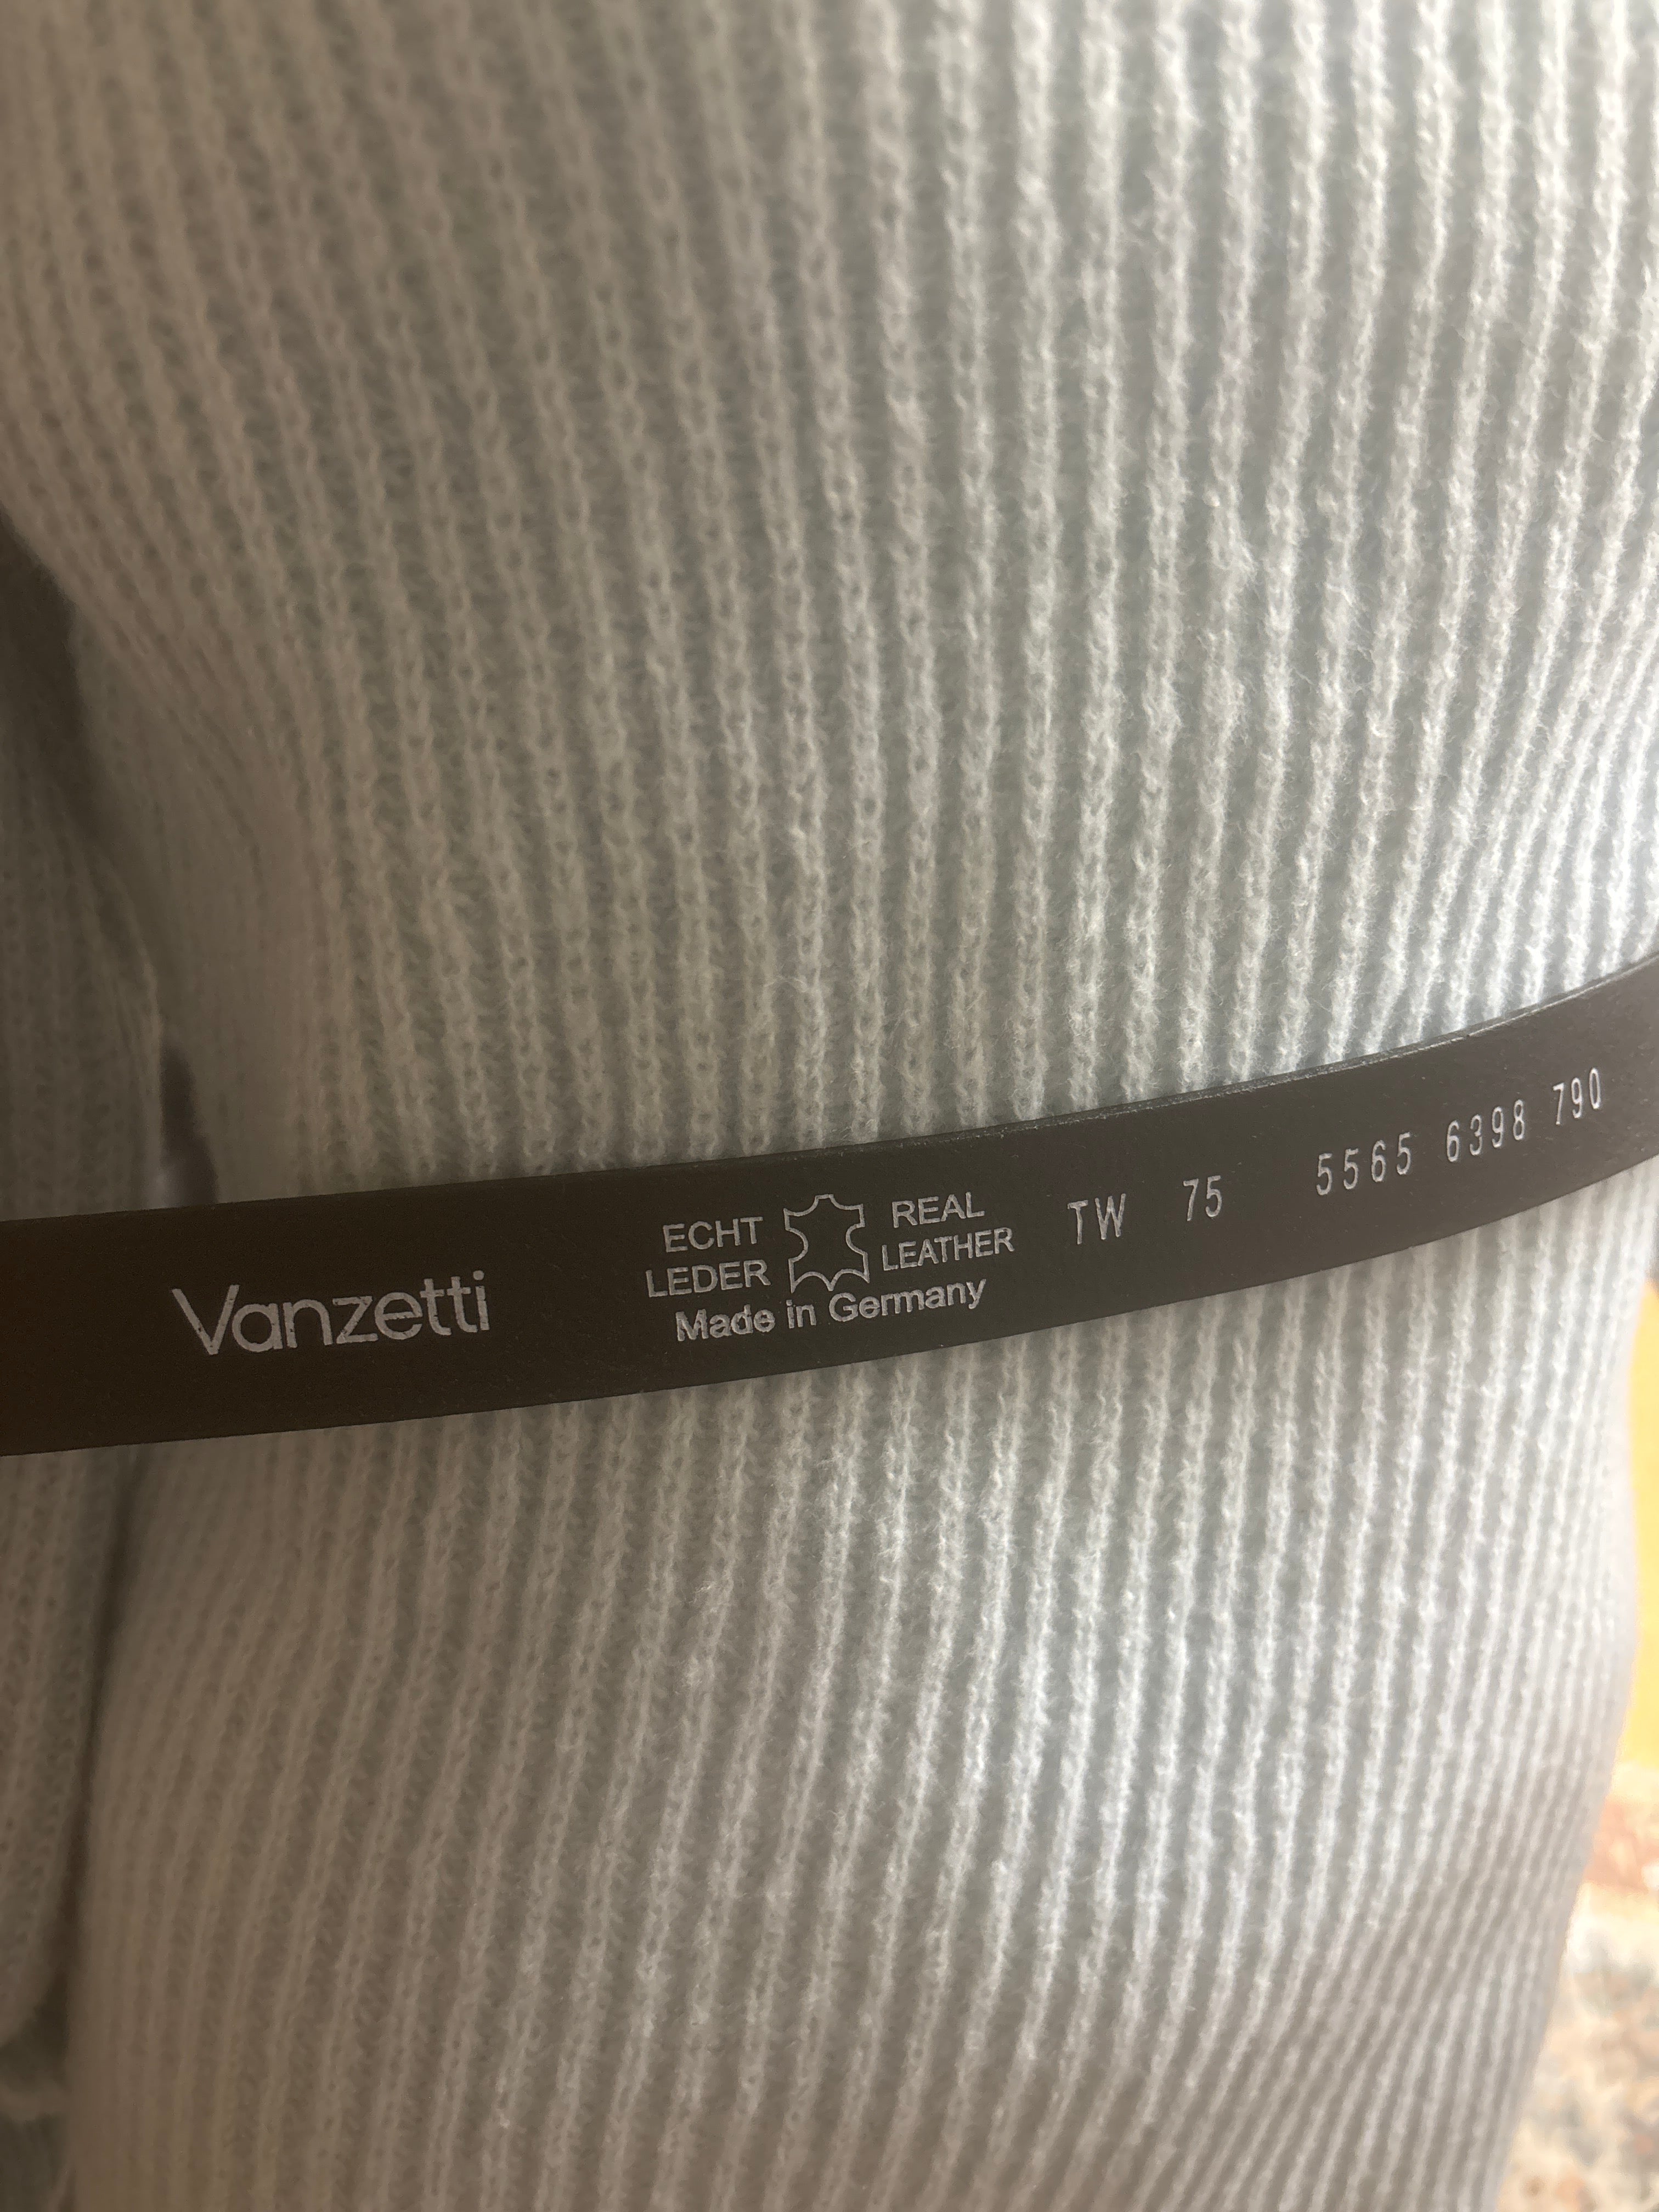 Vanzetti
ECHT
LEDER
REAL
LEATHER
Made in Germany
TW 75 5565 6398 790